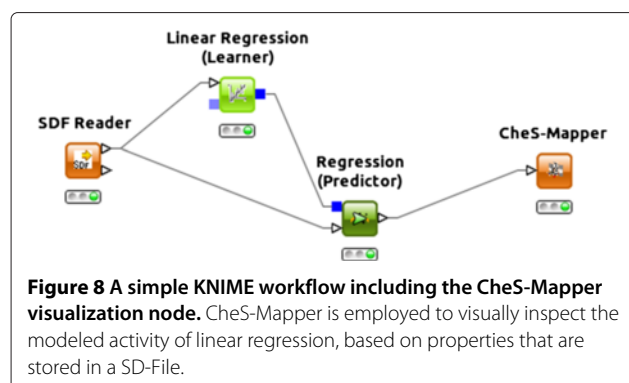 Linear Regression
(Learner)
SDF Reader
SDF
CheS-Mapper
Regression
(Predictor)
Figure 8 A simple KNIME workflow including the CheS-Mapper
visualization node. CheS-Mapper is employed to visually inspect the
modeled activity of linear regression, based on properties that are
stored in a SD-File.